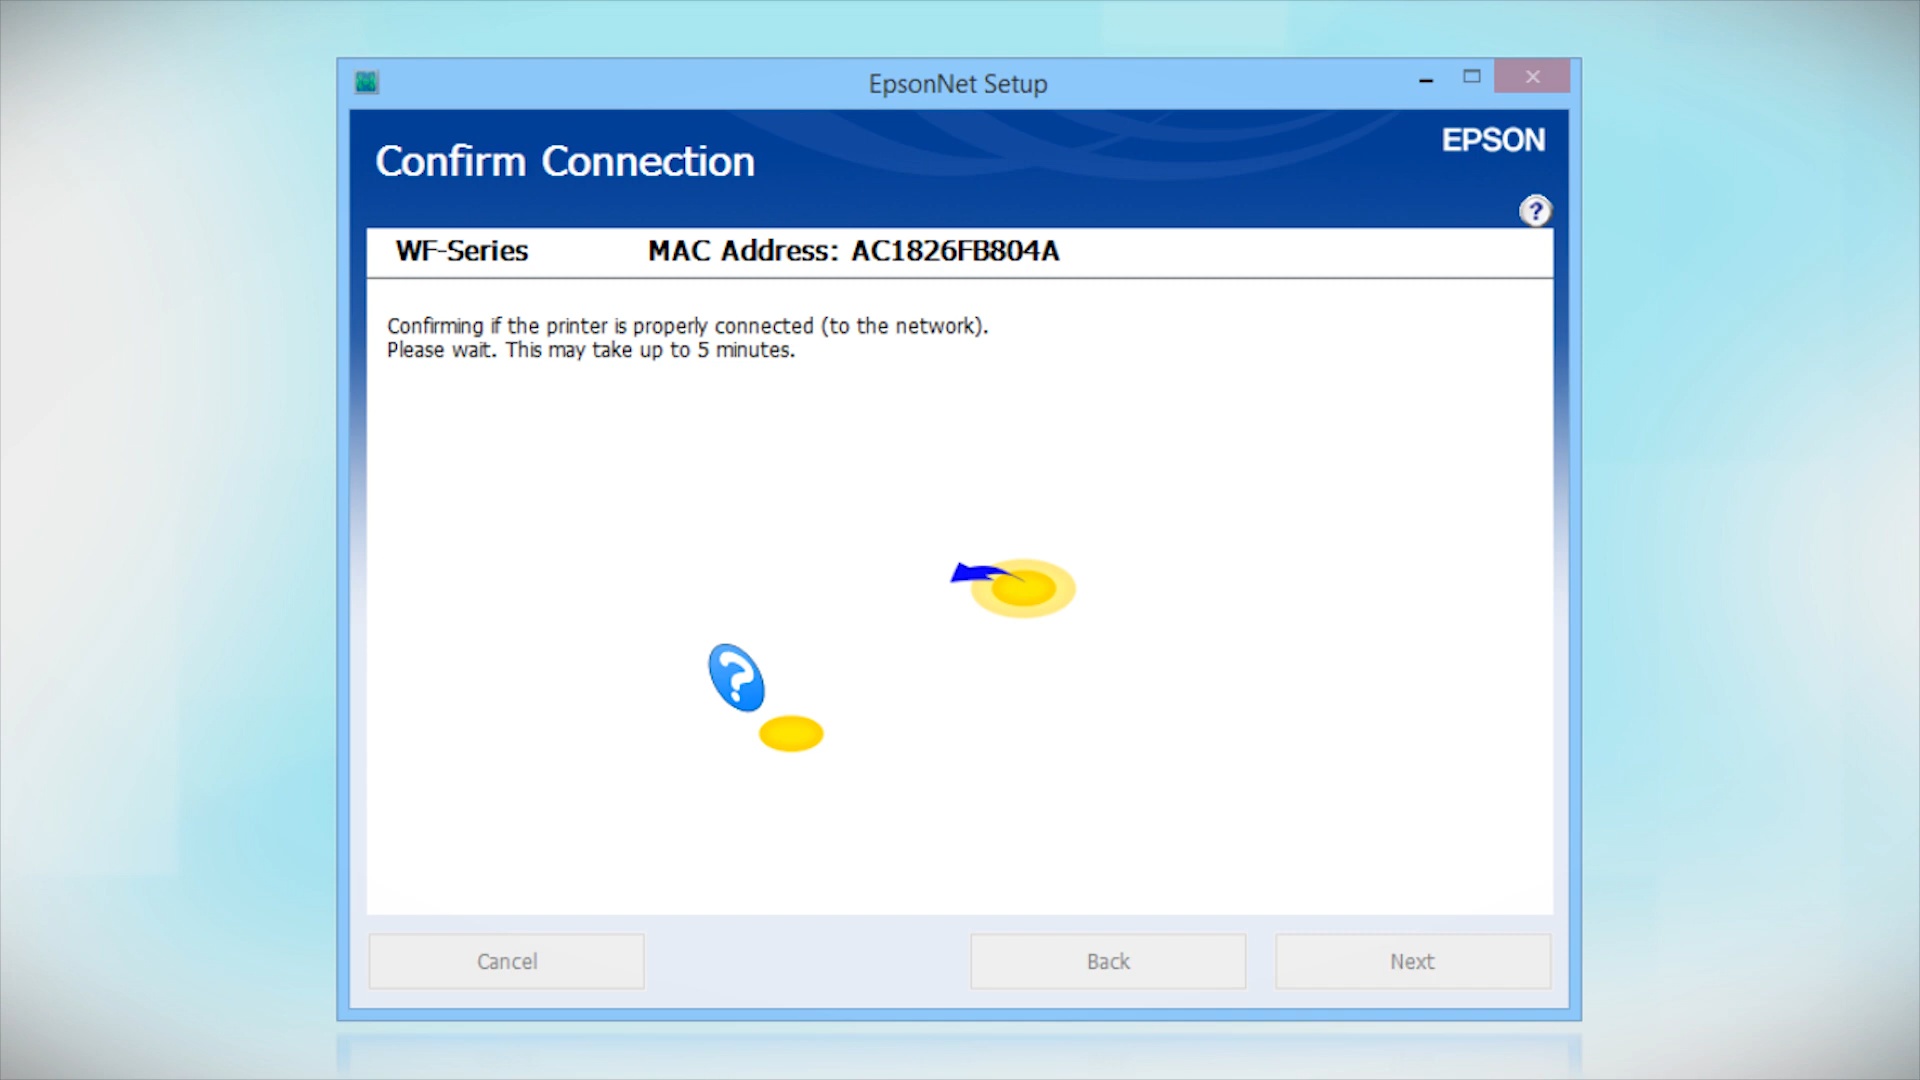 EpsonNet Setup
Confirm Connection
EPSON
?
WF-Series MAC Address: AC1826FB804A
Confirming if the printer is properly connected (to the network).
Please wait. This may take up to 5 minutes.
?
Cancel Back Next